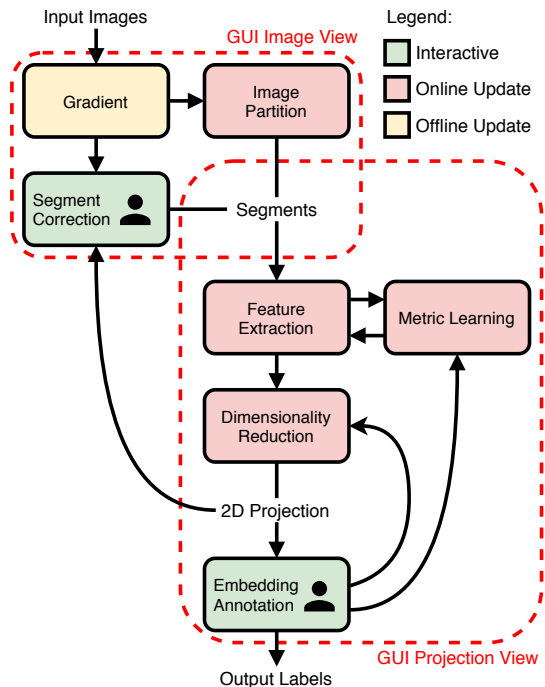 Input Images
Legend:
GUI Image View
Interactive
Online Update
Offline Update
Gradient
Image
Partition
Segment
Correction
Segments
Feature
Extraction
Metric Learning
Dimensionality
Reduction
2D Projection
Embedding
Annotation
GUI Projection View
Output Labels